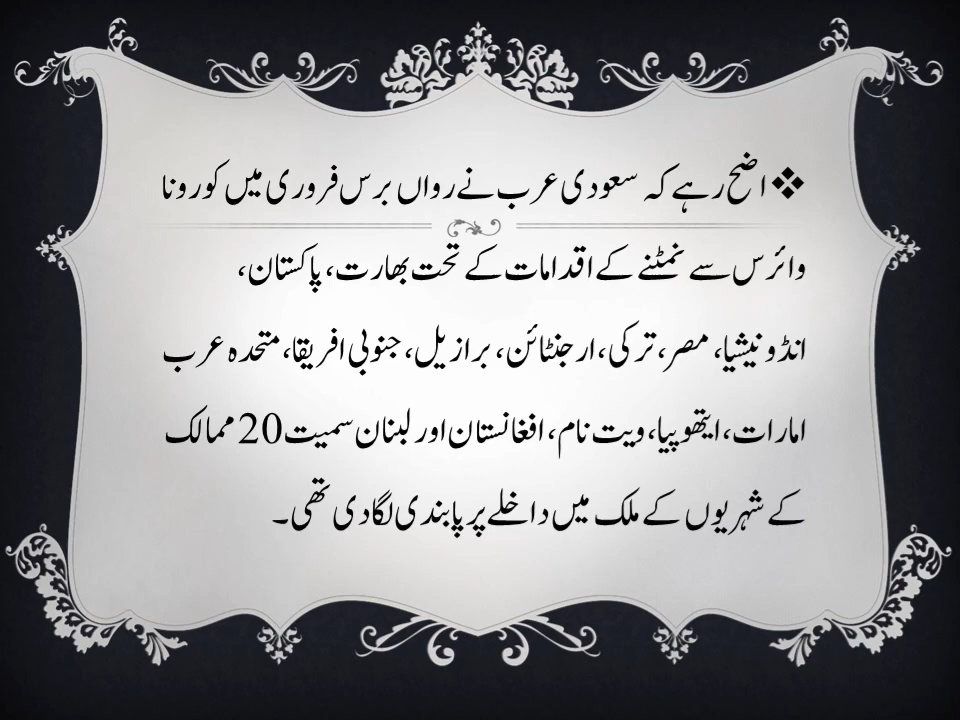 ❖اضح رہے کہ سعودی عرب نے رواں برس فروری میں کورونا
وائرس سے نمٹنے کے اقدامات کے تحت بھارت، پاکستان،
انڈونیشیا، مصر، ترکی، ارجنٹائن، برازیل، جنوبی افریقا، متحدہ عرب
امارات، ایتھوپیا، ویت نام، افغانستان اور لبنان سمیت 20 ممالک
کے شہریوں کے ملک میں داخلے پر پابندی لگادی تھی۔